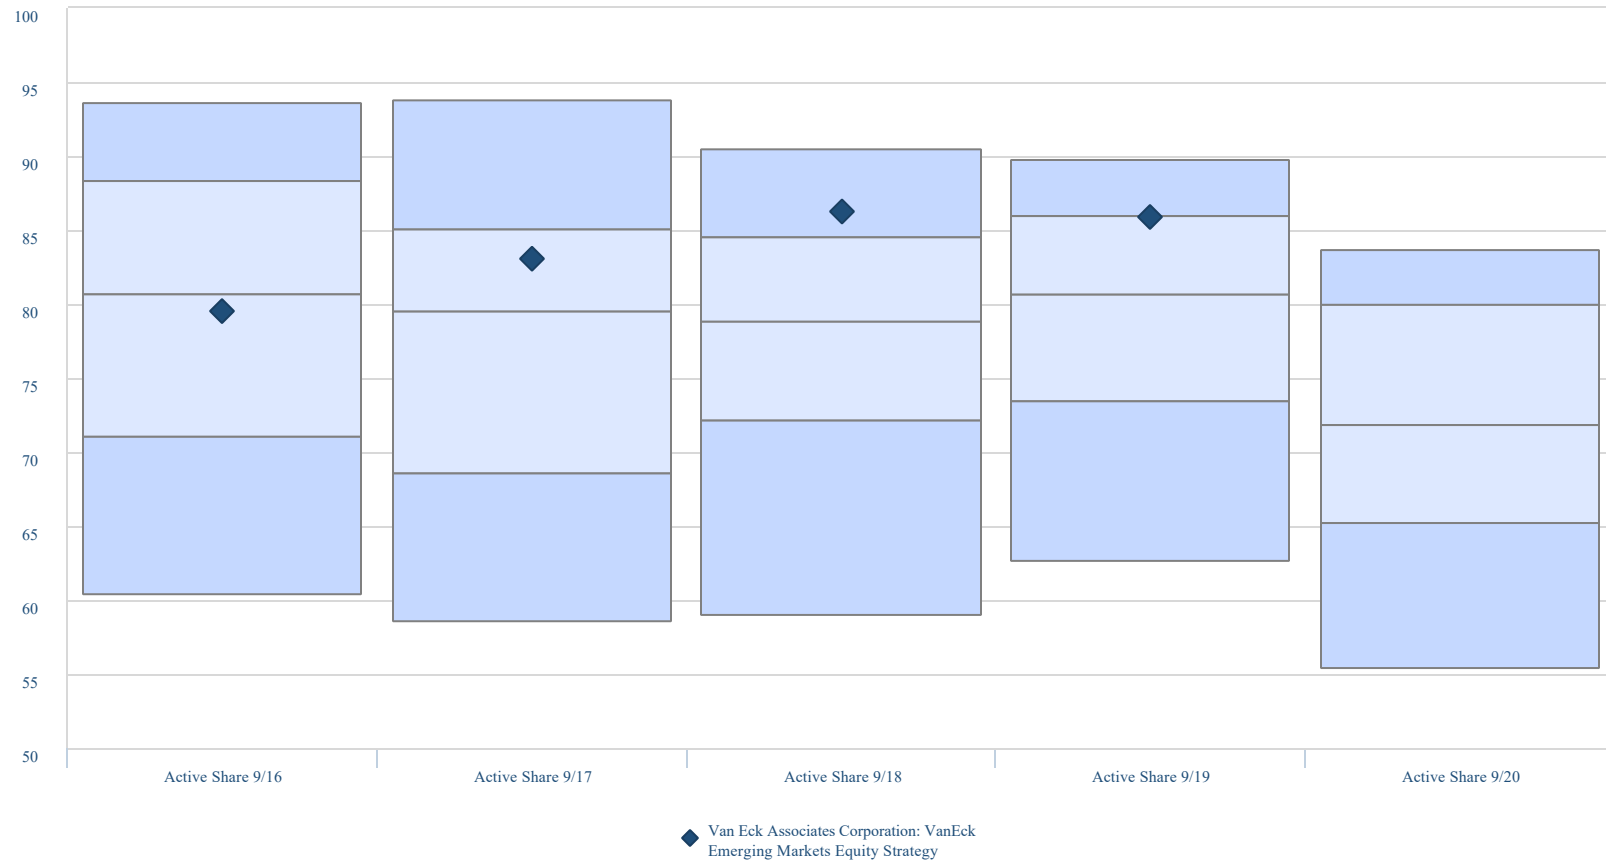 100
95
90
85
80
75
70
65
60
55
50
Active Share 9/16
Active Share 9/17
Active Share 9/18
Active Share 9/19
Active Share 9/20
Van Eck Associates Corporation: VanEck
Emerging Markets Equity Strategy